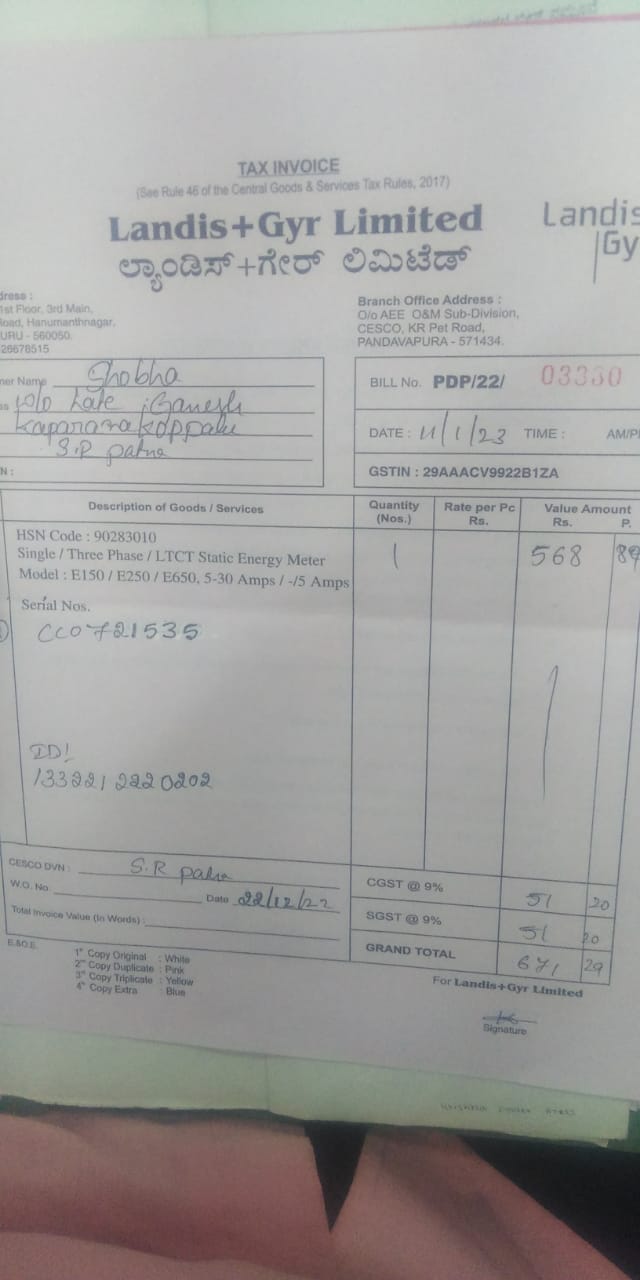 TAX INVOICE
(See Rule 46 of the Central Goods & Services Tax Rules, 2017)
Landis+Gyr Limited
ಲ್ಯಾಂಡಿಸ್+ಗೇರ್ ಲಿಮಿಟೆಡ್
Landis
Gy
dress :
1st Floor, 3rd Main,
Road, Hanumanthnagar,
URU - 560050.
26678515
Branch Office Address :
O/o AEE O&M Sub-Division,
CESCO, KR Pet Road,
PANDAVAPURA - 571434.
ner Name Shobha
Late Ganesh
S.R patna
N :
BILL No. PDP/22/ 03330
DATE : 11/1/23 TIME : AM/P
GSTIN : 29AAACV9922B1ZA
Description of Goods / Services Quantity (Nos.) Rate per Pc Rs. Value Amount Rs. P.
HSN Code : 90283010
Single / Three Phase / LTCT Static Energy Meter 1 568 89
Model : E150 / E250 / E650, 5-30 Amps / -/5 Amps
Serial Nos.
CC0721535
ID!
1332212220202
CESCO DVN : S.R patna
W.O. No. Date 22/12/22
Total Invoice Value (In Words) :
CGST @ 9% 51 20
SGST @ 9% 51 20
GRAND TOTAL 671 29
E.&O.E.
1st Copy Original : White
2nd Copy Duplicate : Pink
3rd Copy Triplicate : Yellow
4th Copy Extra : Blue
For Landis+Gyr Limited
Signature